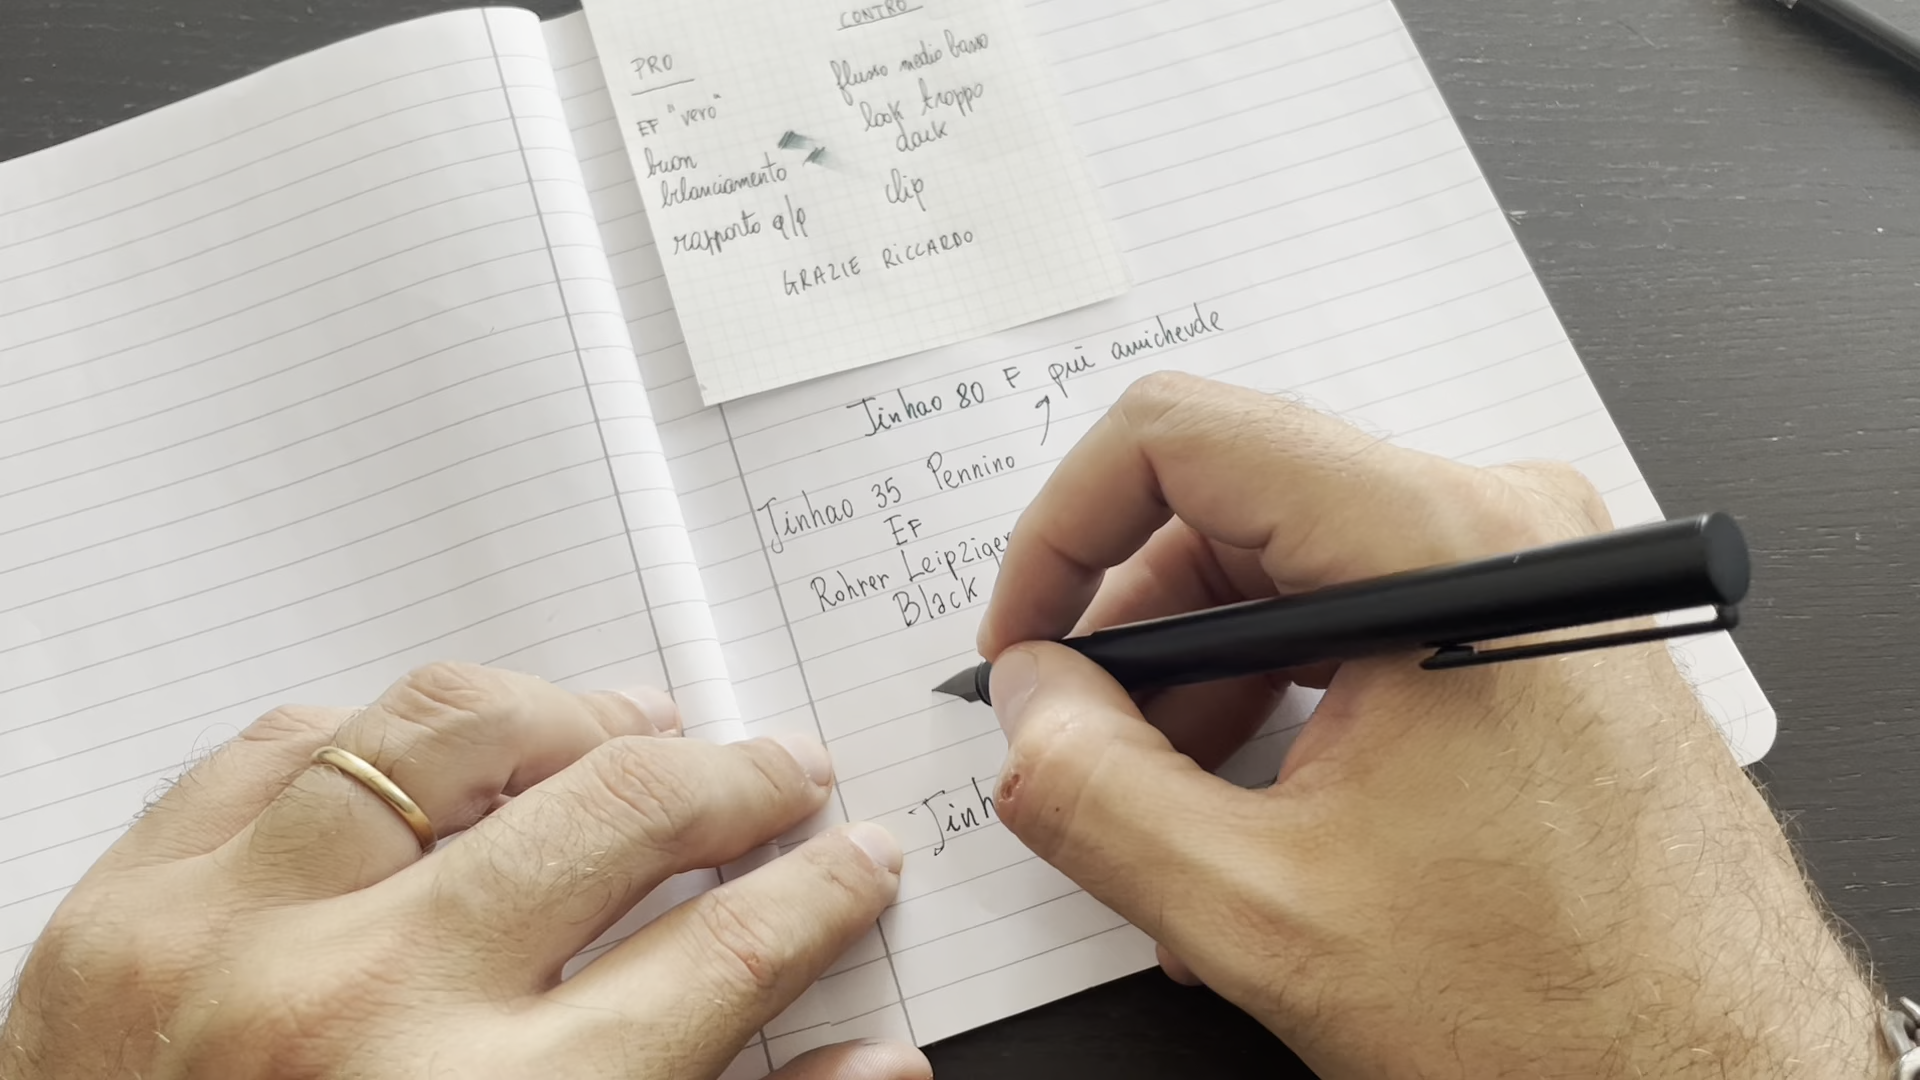 PRO
EF "vero"
buon
bilanciamento
rapporto q/p
CONTRO
flusso medio basso
look troppo
dark
clip
GRAZIE RICCARDO
Jinhao 80 F più amichevole
Jinhao 35 Pennino
EF
Rohrer Leipziger
Black
Jinh